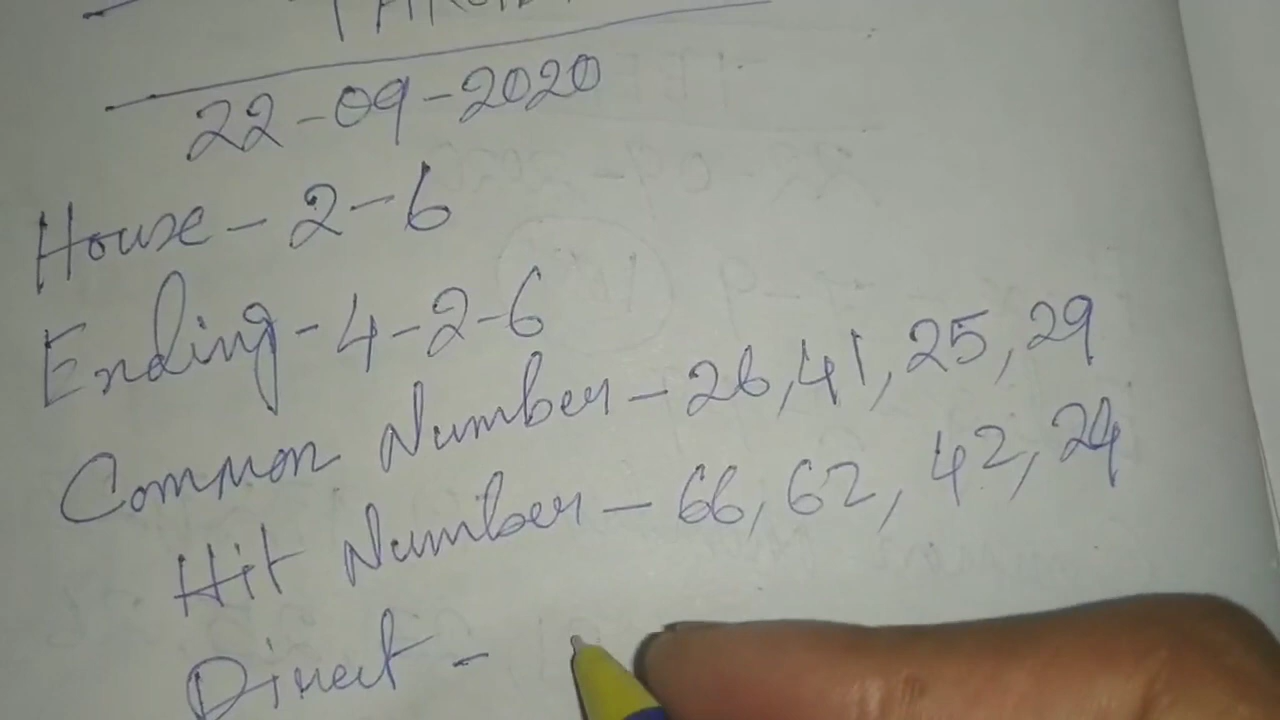 22-09-2020
House - 2-6
Ending - 4-2-6
Common Number - 26, 41, 25, 29
Hit Number - 66, 62, 42, 24
Direct -